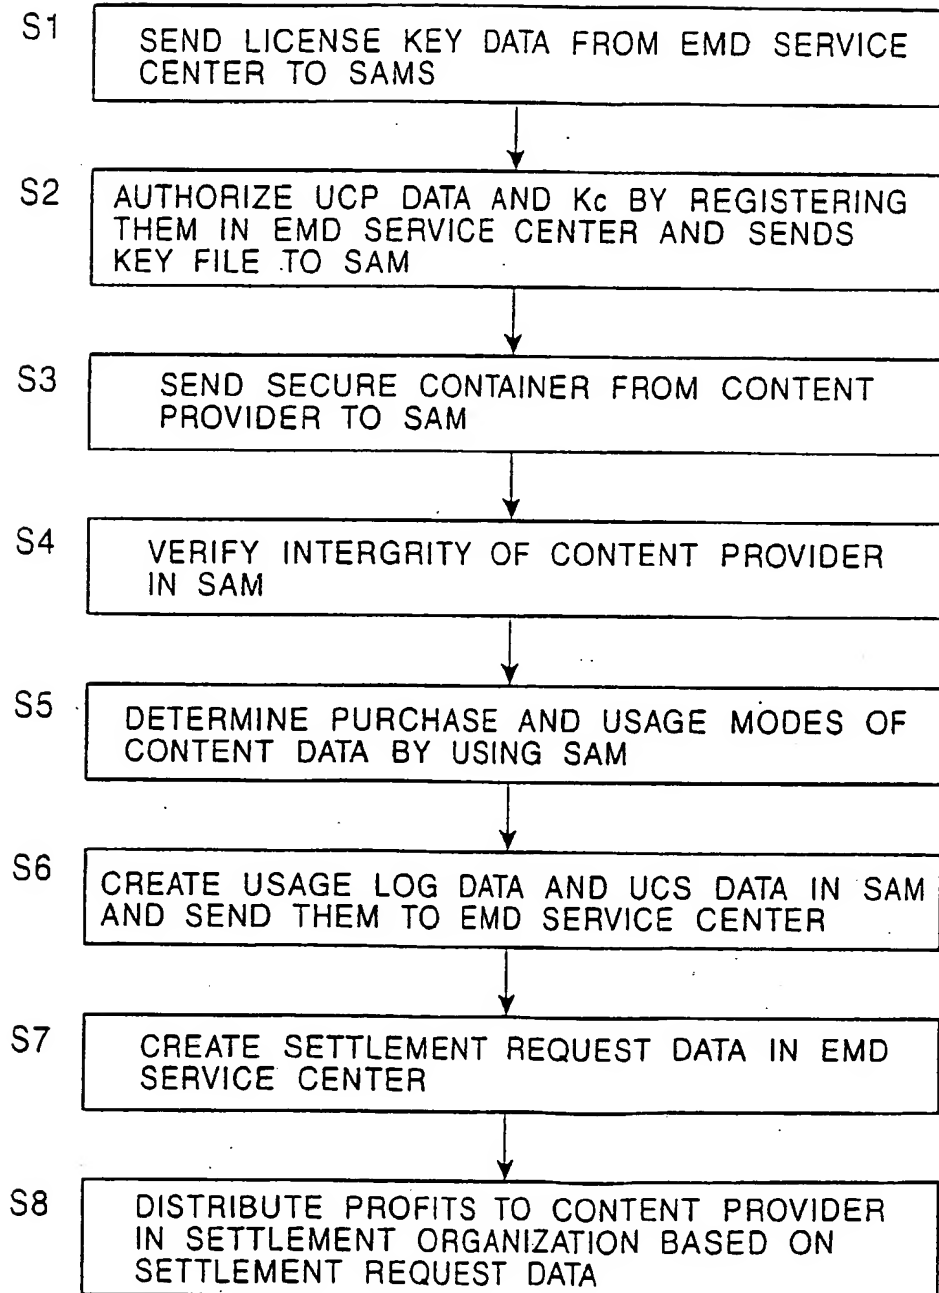 S1
SEND LICENSE KEY DATA FROM EMD SERVICE
CENTER TO SAMS
S2
AUTHORIZE UCP DATA AND Kc BY REGISTERING
THEM IN EMD SERVICE CENTER AND SENDS
KEY FILE TO SAM
S3
SEND SECURE CONTAINER FROM CONTENT
PROVIDER TO SAM
S4
VERIFY INTERGRITY OF CONTENT PROVIDER
IN SAM
S5
DETERMINE PURCHASE AND USAGE MODES OF
CONTENT DATA BY USING SAM
S6
CREATE USAGE LOG DATA AND UCS DATA IN SAM
AND SEND THEM TO EMD SERVICE CENTER
S7
CREATE SETTLEMENT REQUEST DATA IN EMD
SERVICE CENTER
S8
DISTRIBUTE PROFITS TO CONTENT PROVIDER
IN SETTLEMENT ORGANIZATION BASED ON
SETTLEMENT REQUEST DATA